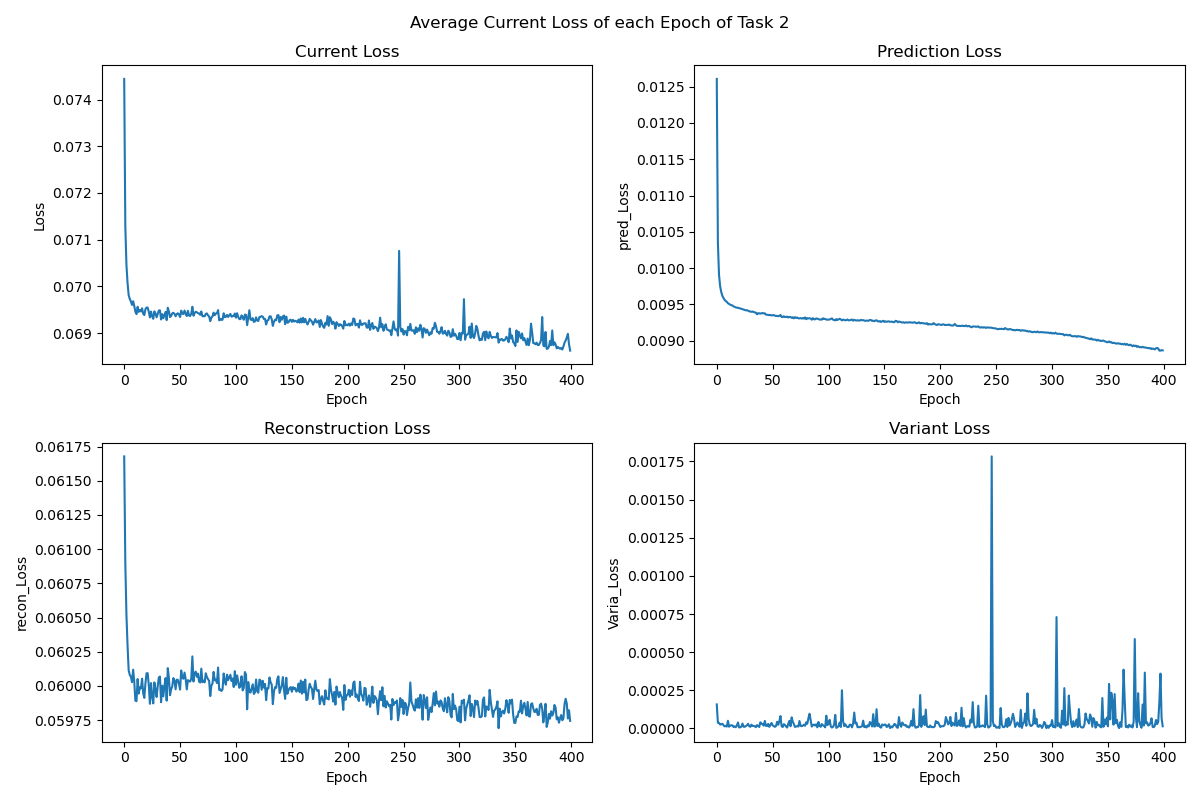 Average Current Loss of each Epoch of Task 2
Current Loss
Loss
0.074
0.073
0.072
0.071
0.070
0.069
0 50 100 150 200 250 300 350 400
Epoch
Prediction Loss
pred_Loss
0.0125
0.0120
0.0115
0.0110
0.0105
0.0100
0.0095
0.0090
0 50 100 150 200 250 300 350 400
Epoch
Reconstruction Loss
recon_Loss
0.06175
0.06150
0.06125
0.06100
0.06075
0.06050
0.06025
0.06000
0.05975
0 50 100 150 200 250 300 350 400
Epoch
Variant Loss
Varia_Loss
0.00175
0.00150
0.00125
0.00100
0.00075
0.00050
0.00025
0.00000
0 50 100 150 200 250 300 350 400
Epoch